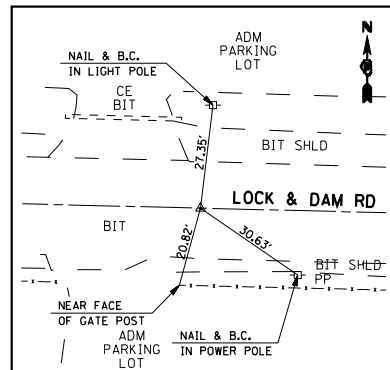 ADM
PARKING
LOT
NAIL & B.C.
IN LIGHT POLE
N
CE
BIT
27.35'
BIT SHLD
LOCK & DAM RD
BIT
20.82'
30.63'
BIT SHLD
PP
NEAR FACE
OF GATE POST
ADM
PARKING
LOT
NAIL & B.C.
IN POWER POLE